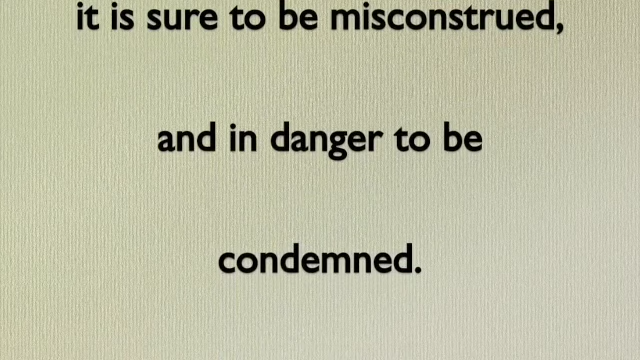 it is sure to be misconstrued,
and in danger to be
condemned.